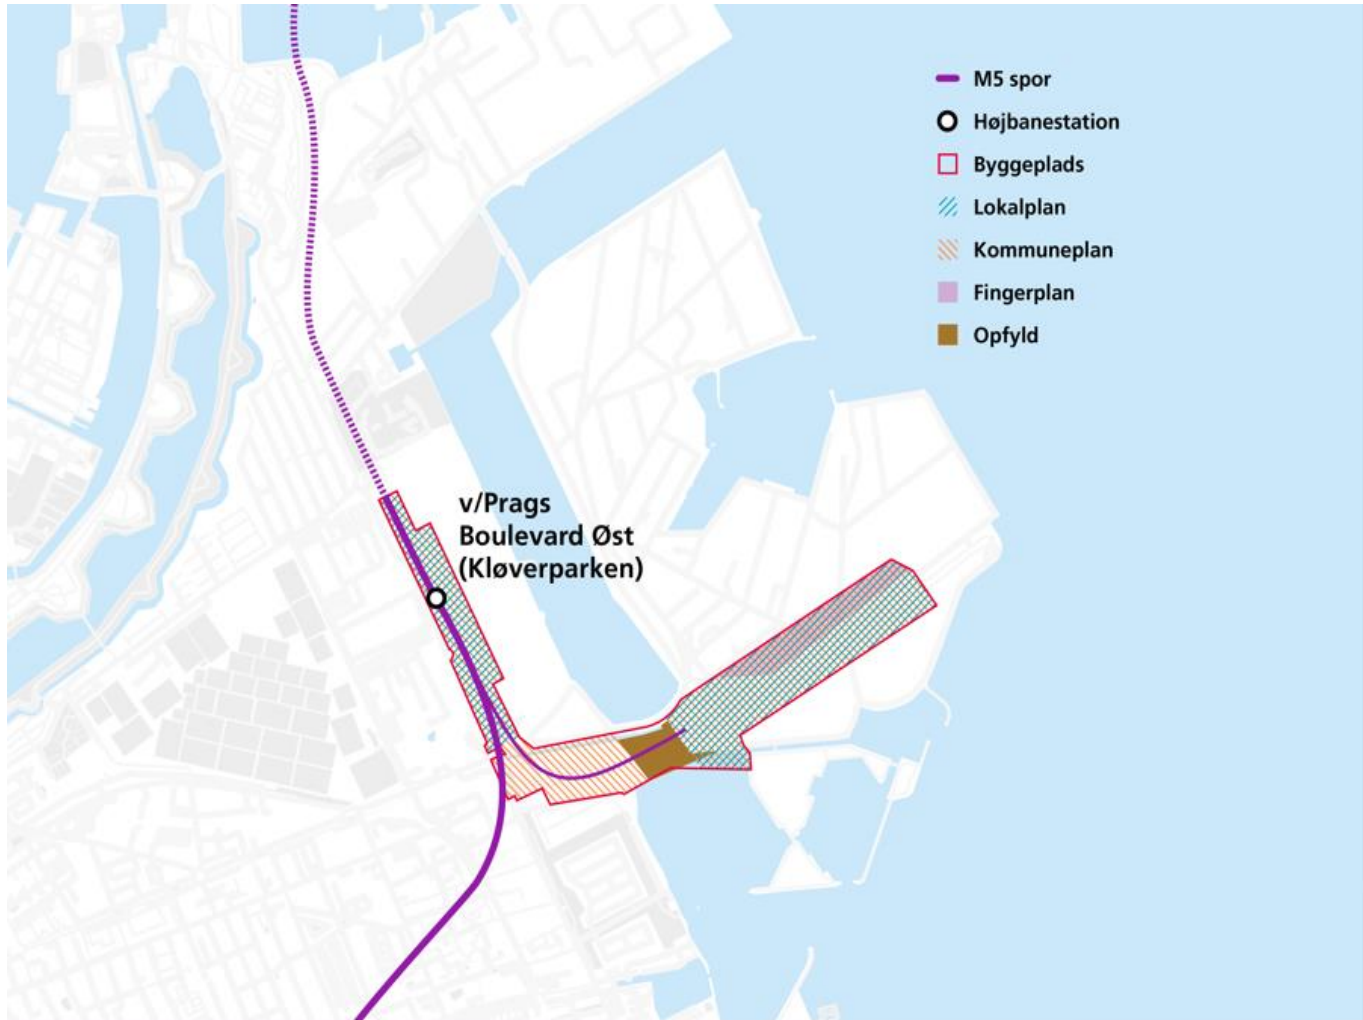 M5 spor
Højbanestation
Byggeplads
Lokalplan
Kommuneplan
Fingerplan
Opfyld
v/Prags
Boulevard Øst
(Kløverparken)